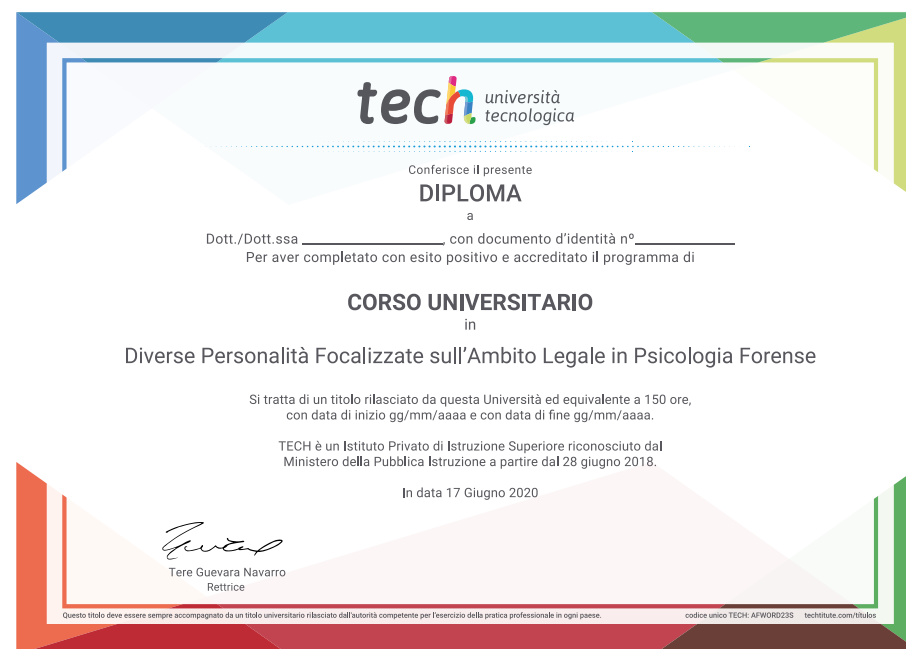 tech università
tecnologica
Conferisce il presente
DIPLOMA
a
Dott./Dott.ssa ____________________, con documento d'identità nº______________
Per aver completato con esito positivo e accreditato il programma di
CORSO UNIVERSITARIO
in
Diverse Personalità Focalizzate sull'Ambito Legale in Psicologia Forense
Si tratta di un titolo rilasciato da questa Università ed equivalente a 150 ore,
con data di inizio gg/mm/aaaa e con data di fine gg/mm/aaaa.
TECH è un Istituto Privato di Istruzione Superiore riconosciuto dal
Ministero della Pubblica Istruzione a partire dal 28 giugno 2018.
In data 17 Giugno 2020
Tere Guevara Navarro
Rettrice
Questo titolo deve essere sempre accompagnato da un titolo universitario rilasciato dall'autorità competente per l'esercizio della pratica professionale in ogni paese. codice unico TECH: AFWORD23S techtitute.com/títulos